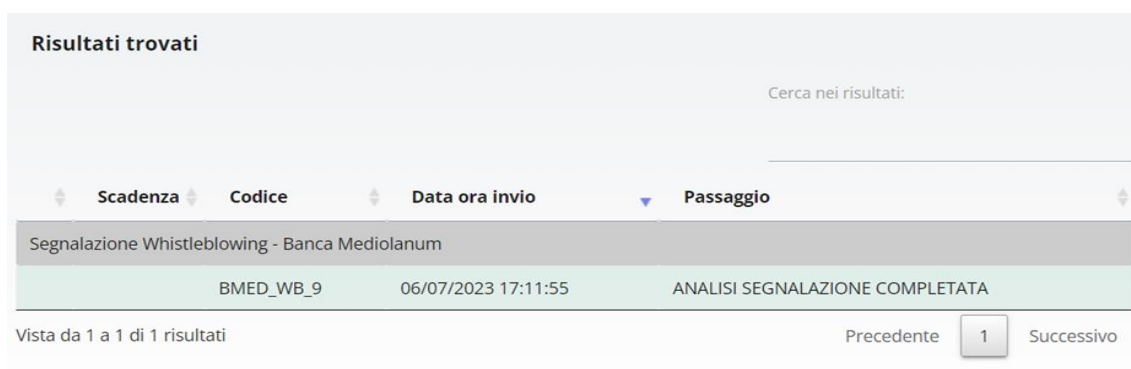 Risultati trovati
Cerca nei risultati:
Scadenza Codice Data ora invio Passaggio
Segnalazione Whistleblowing - Banca Mediolanum
BMED_WB_9 06/07/2023 17:11:55 ANALISI SEGNALAZIONE COMPLETATA
Vista da 1 a 1 di 1 risultati Precedente 1 Successivo